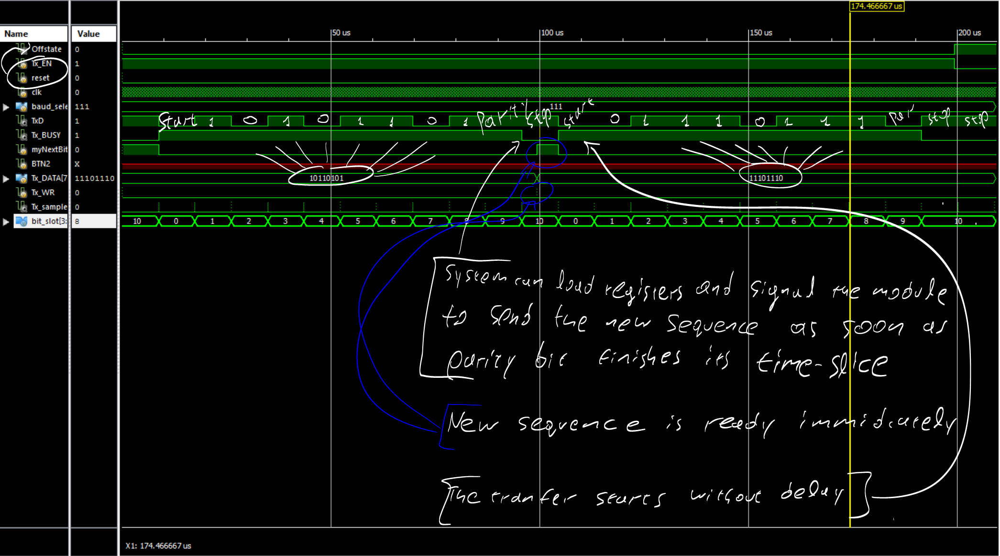 174.466667 us
Name Value
50 us 100 us 150 us 200 us
Offstate 0
Tx_EN 1
reset 0
clk 0
baud_sele 111 111
TxD 1
start 1 0 1 0 1 1 0 1 parity stop start 0 1 1 1 0 1 1 1 par stop stop
Tx_BUSY 1
myNextBit 0
BTN2 x
Tx_DATA[7 11101110 10110101 11101110
Tx_WR 0
Tx_sample 0
bit_slot[3: 8 10 0 1 2 3 4 5 6 7 8 9 10 0 1 2 3 4 5 6 7 8 9 10
System can load registers and signal the module
to send the new sequence as soon as
parity bit finishes its time-slice
New sequence is ready immidiately
The tranfer starts without delay
X1: 174.466667 us